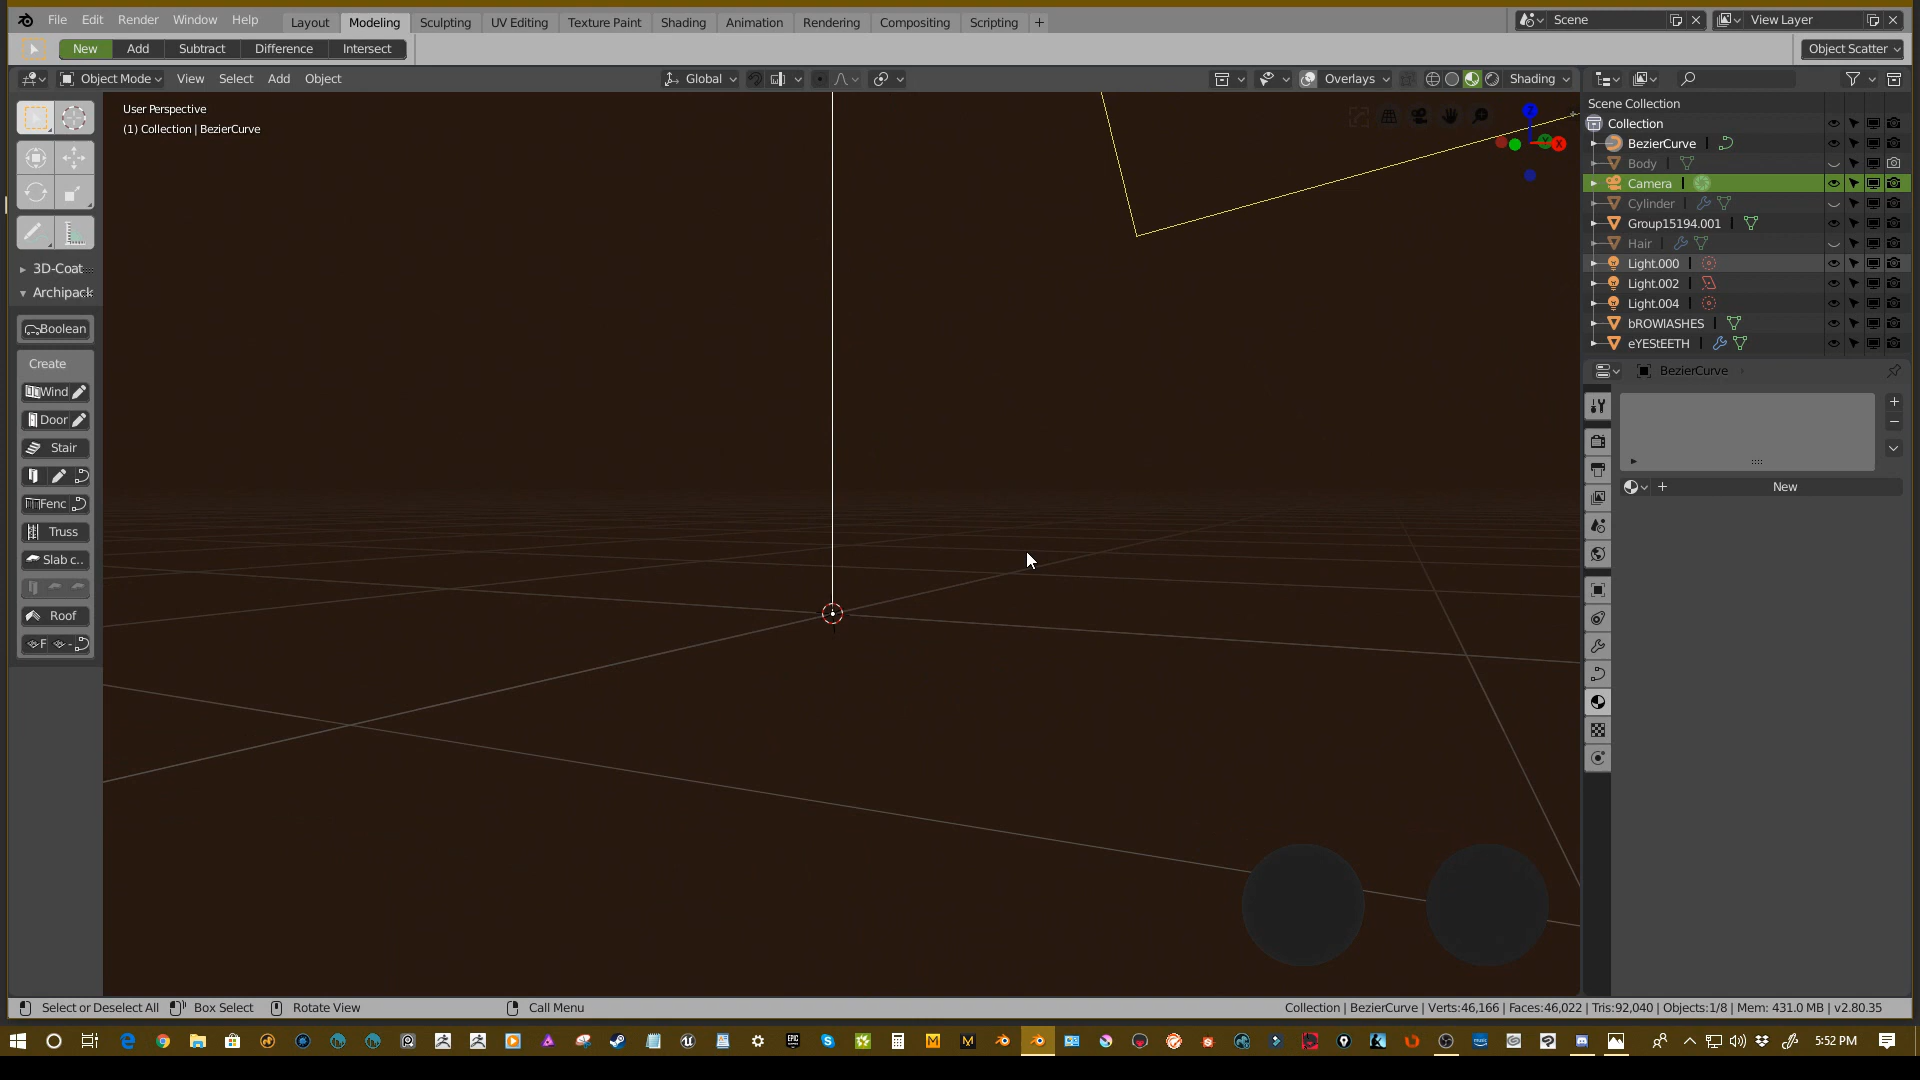 File Edit Render Window Help Layout Modeling Sculpting UV Editing Texture Paint Shading Animation Rendering Compositing Scripting + Scene View Layer
New Add Subtract Difference Intersect Object Scatter
Object Mode View Select Add Object Global Overlays Shading
User Perspective
(1) Collection | BezierCurve
Z
Y
X
3D-Coat
Archipack
Boolean
Create
Wind
Door
Stair
Fenc
Truss
Slab c..
Roof
F
Scene Collection
Collection
BezierCurve
Body
Camera
Cylinder
Group15194.001
Hair
Light.000
Light.002
Light.004
bROWlASHES
eYEStEETH
BezierCurve
New
Select or Deselect All Box Select Rotate View Call Menu Collection | BezierCurve | Verts:46,166 | Faces:46,022 | Tris:92,040 | Objects:1/8 | Mem: 431.0 MB | v2.80.35
5:52 PM